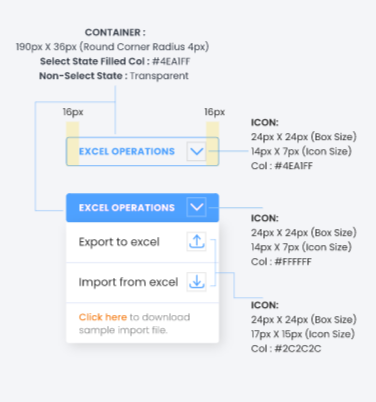 CONTAINER :
190px X 36px (Round Corner Radius 4px)
Select State Filled Col : #4EA1FF
Non-Select State : Transparent
16px
16px
EXCEL OPERATIONS
ICON:
24px X 24px (Box Size)
14px X 7px (Icon Size)
Col : #4EA1FF
EXCEL OPERATIONS
ICON:
24px X 24px (Box Size)
14px X 7px (Icon Size)
Col : #FFFFFF
Export to excel
Import from excel
Click here to download
sample import file.
ICON:
24px X 24px (Box Size)
17px X 15px (Icon Size)
Col : #2C2C2C